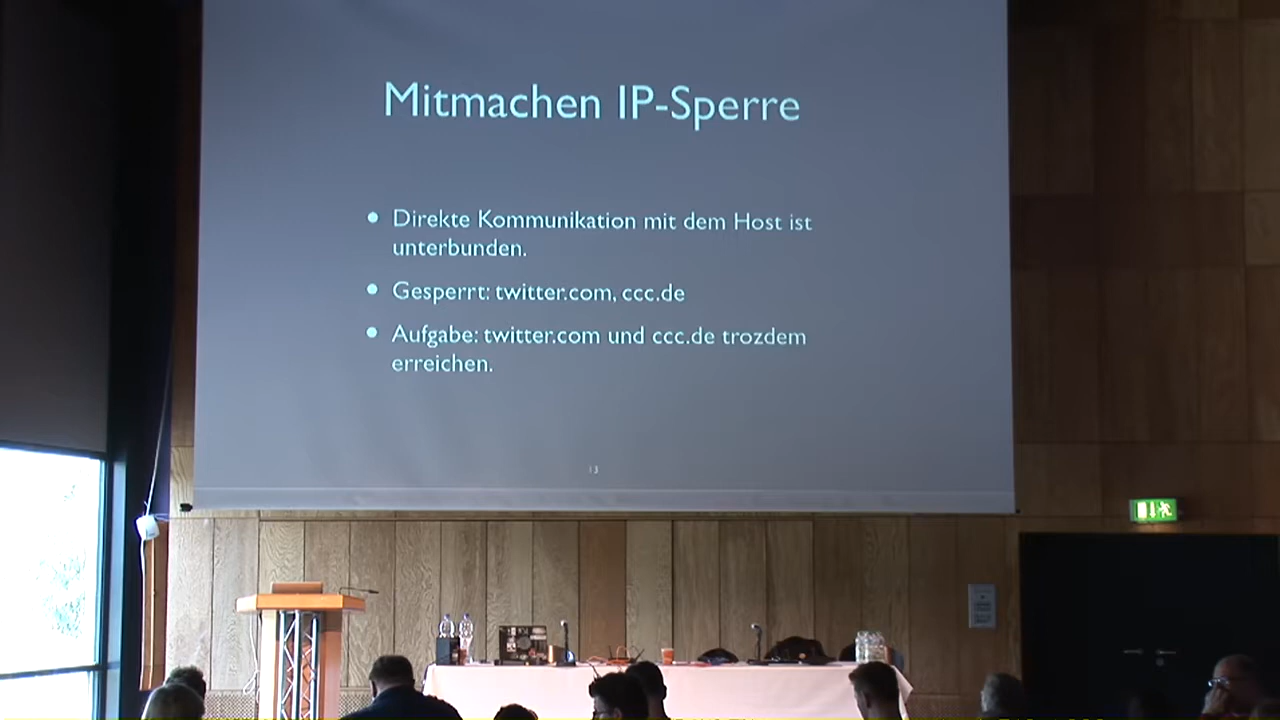 Mitmachen IP-Sperre
• Direkte Kommunikation mit dem Host ist
unterbunden.
• Gesperrt: twitter.com, ccc.de
• Aufgabe: twitter.com und ccc.de trozdem
erreichen.
13